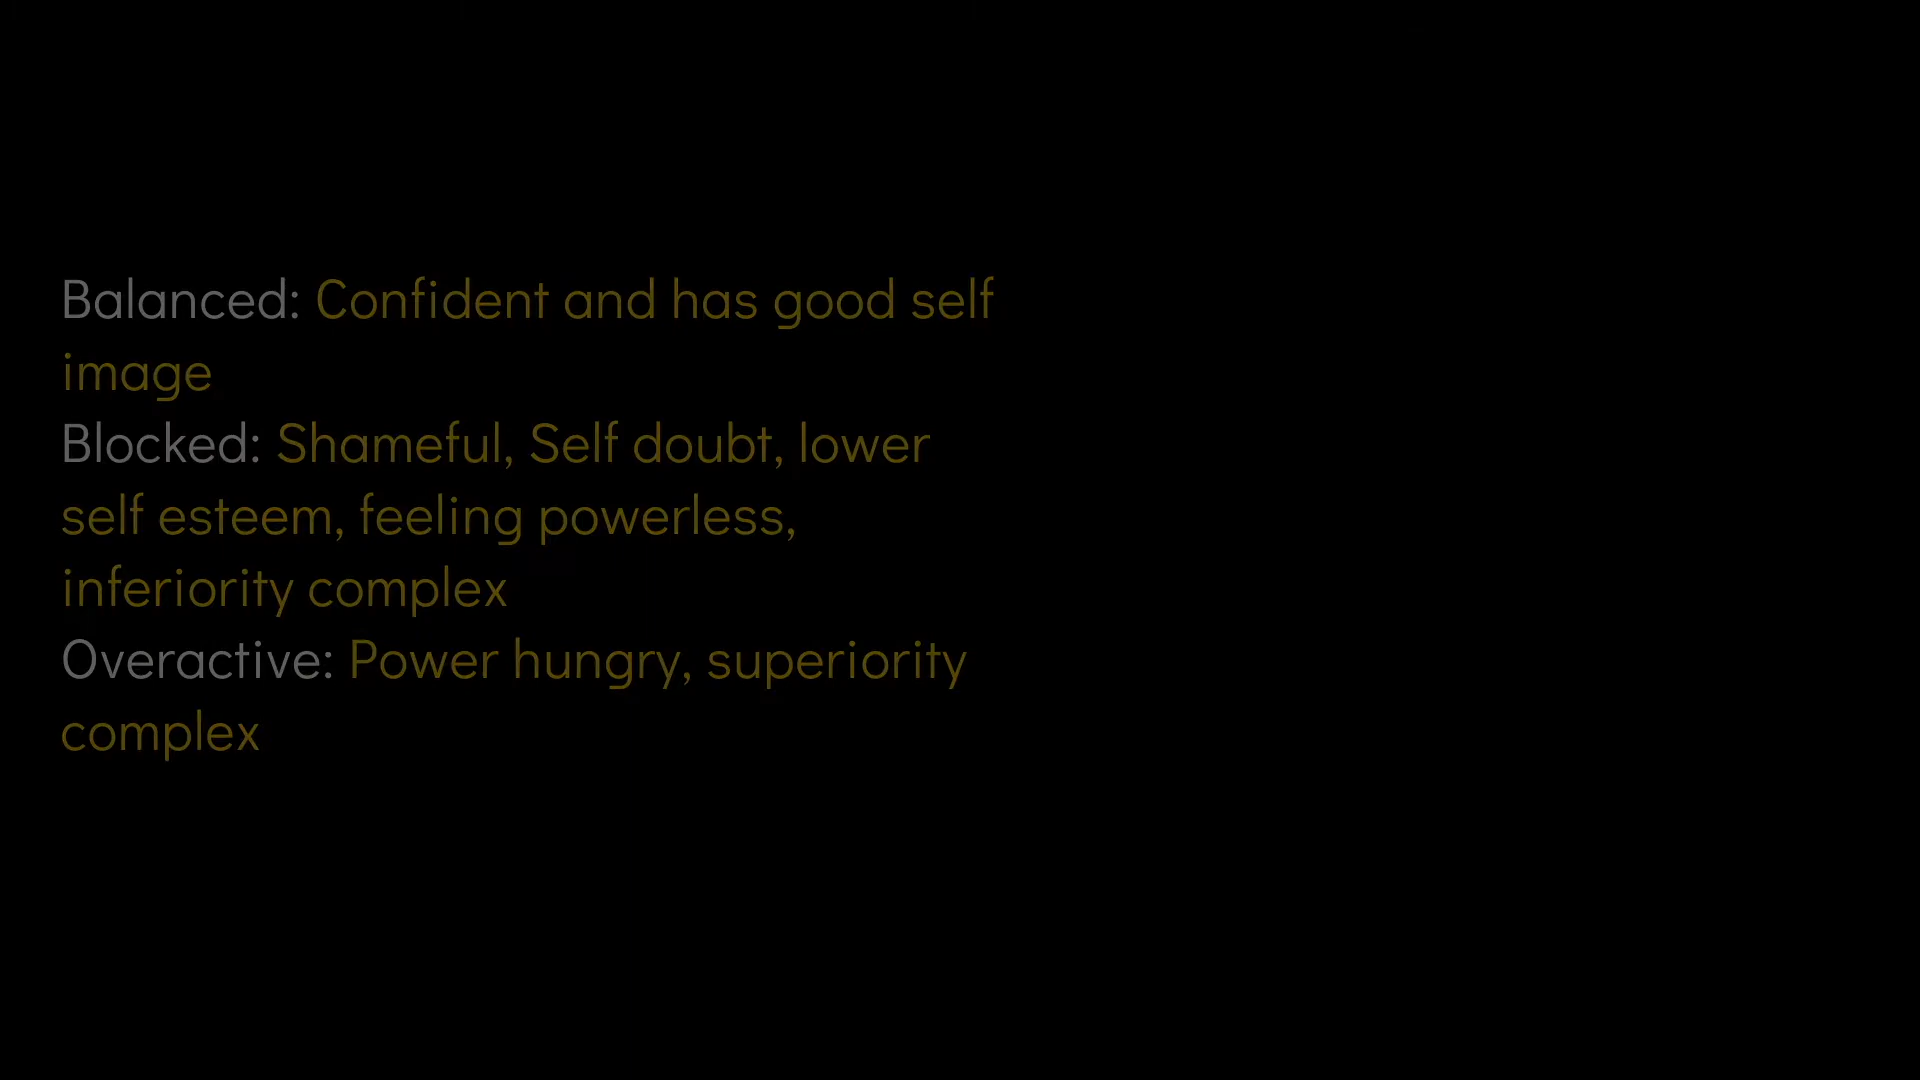 Balanced: Confident and has good self
image
Blocked: Shameful, Self doubt, lower
self esteem, feeling powerless,
inferiority complex
Overactive: Power hungry, superiority
complex